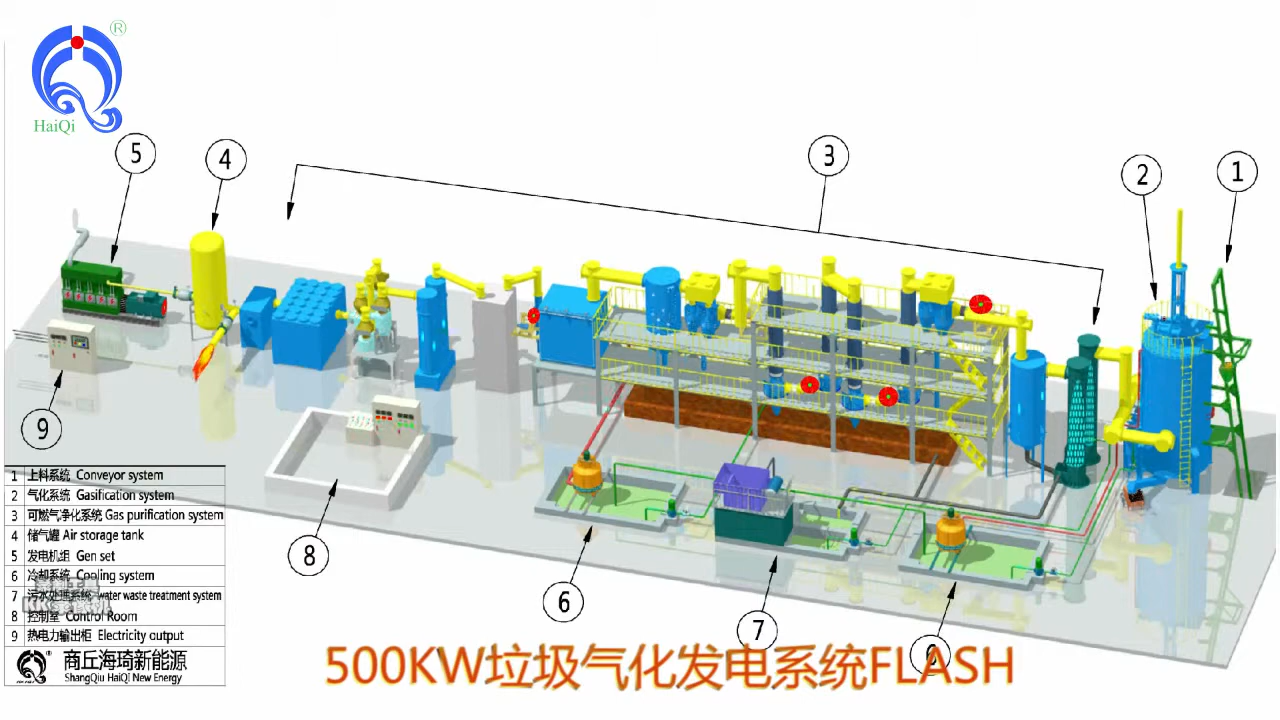 ®
HaiQi
5
4
3
2
1
9
8
6
7
1 上料系统 Conveyor system
2 气化系统 Gasification system
3 可燃气净化系统 Gas purification system
4 储气罐 Air storage tank
5 发电机组 Gen set
6 冷却系统 Cooling system
7 污水处理系统 water waste treatment system
8 控制室 Control Room
9 热电力输出柜 Electricity output
商丘海琦新能源
ShangQiu HaiQi New Energy
500KW垃圾气化发电系统FLASH